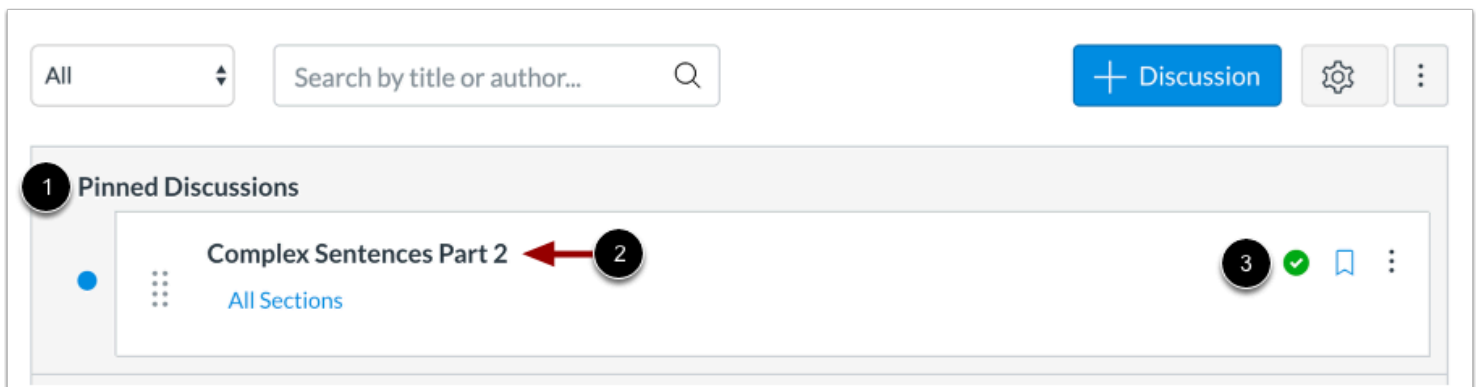 All
Search by title or author...
+ Discussion
1 Pinned Discussions
Complex Sentences Part 2 2
3
All Sections